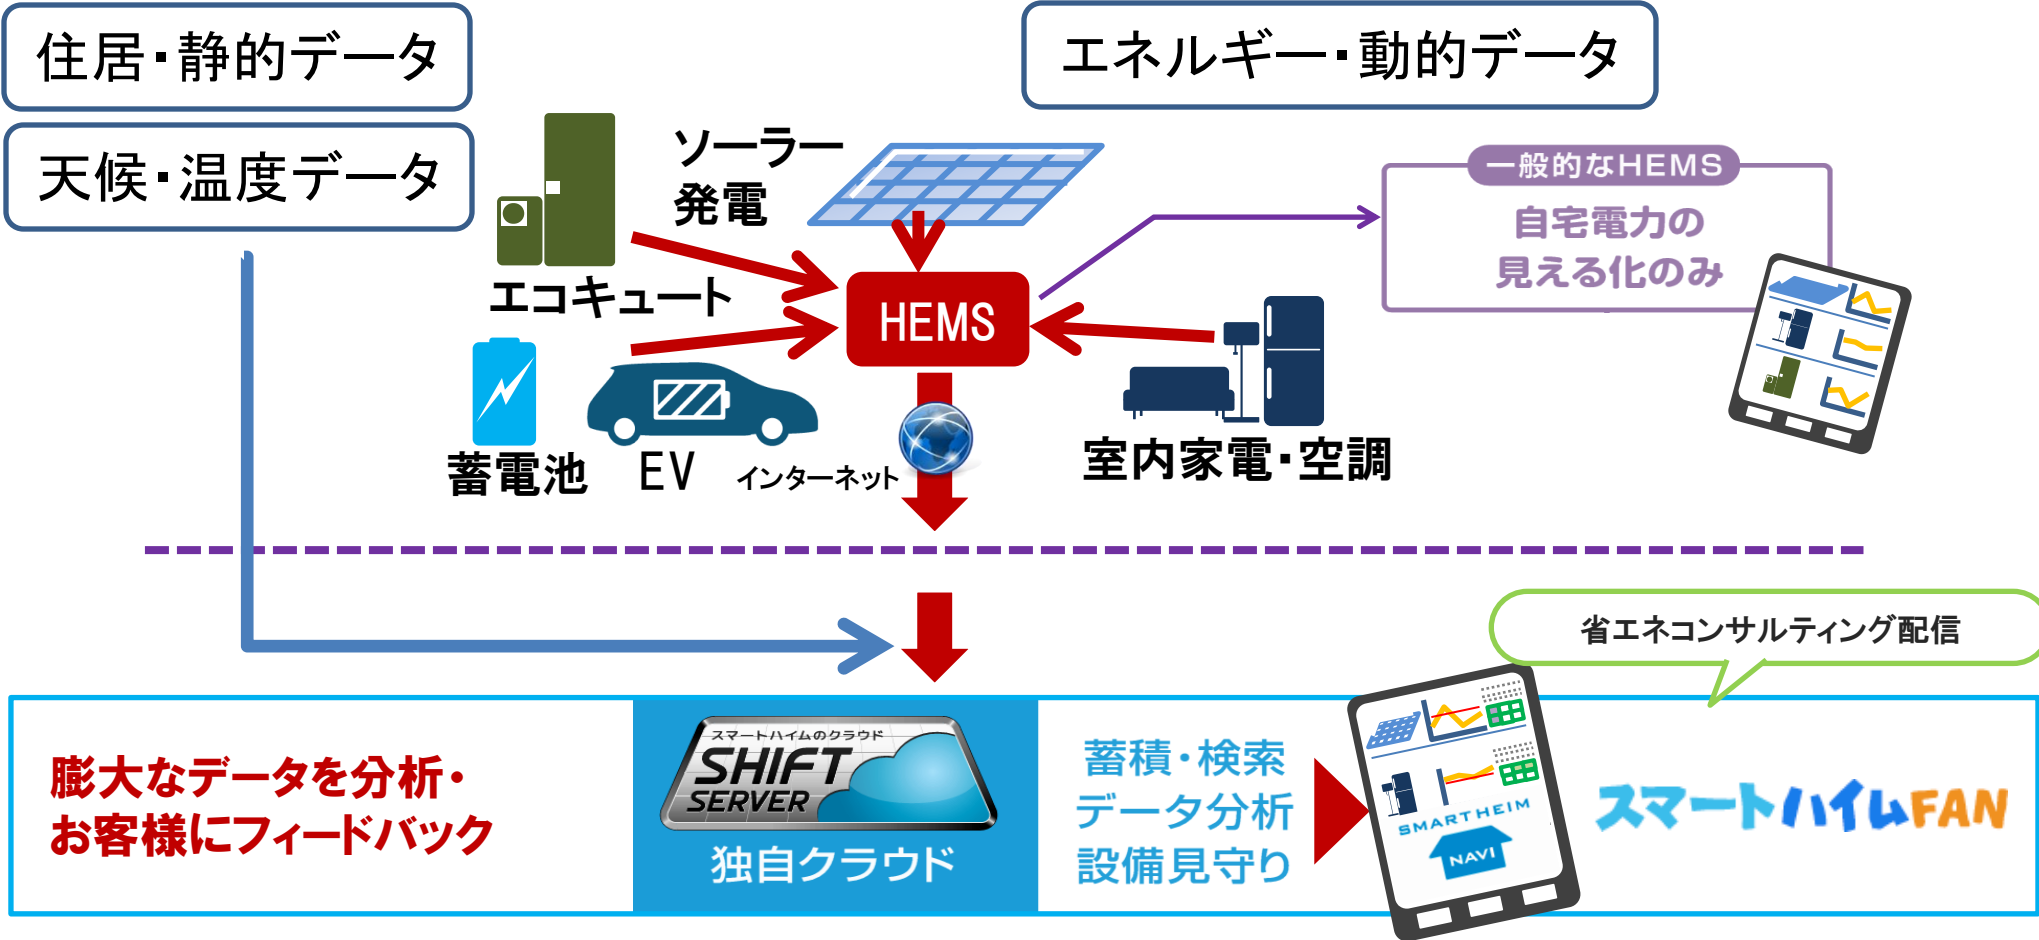 住居・静的データ
エネルギー・動的データ
天候・温度データ
ソーラー
発電
一般的なHEMS
自宅電力の
見える化のみ
エコキュート
HEMS
蓄電池
EV
インターネット
室内家電・空調
省エネコンサルティング配信
膨大なデータを分析・
お客様にフィードバック
スマートハイムのクラウド
SHIFT
SERVER
独自クラウド
蓄積・検索
データ分析
設備見守り
SMARTHEIM
NAVI
スマートハイムFAN